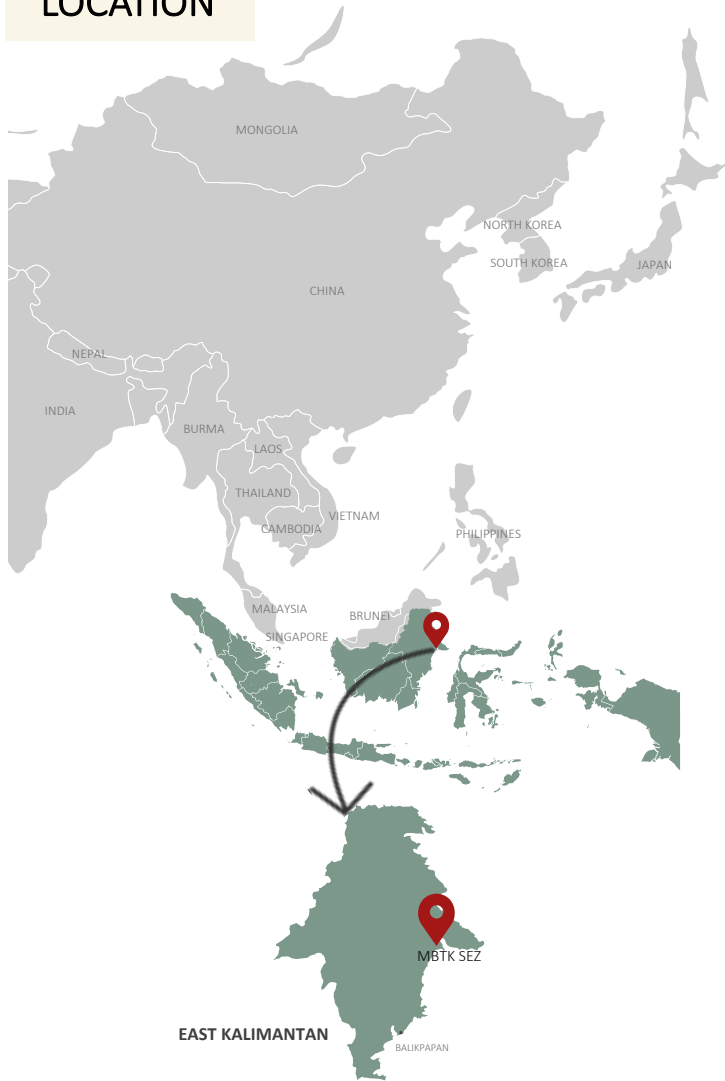 LOCATION
MONGOLIA
NORTH KOREA
SOUTH KOREA
JAPAN
CHINA
NEPAL
INDIA
BURMA
LAOS
THAILAND
VIETNAM
CAMBODIA
PHILIPPINES
MALAYSIA
BRUNEI
SINGAPORE
MBTK SEZ
EAST KALIMANTAN
BALIKPAPAN